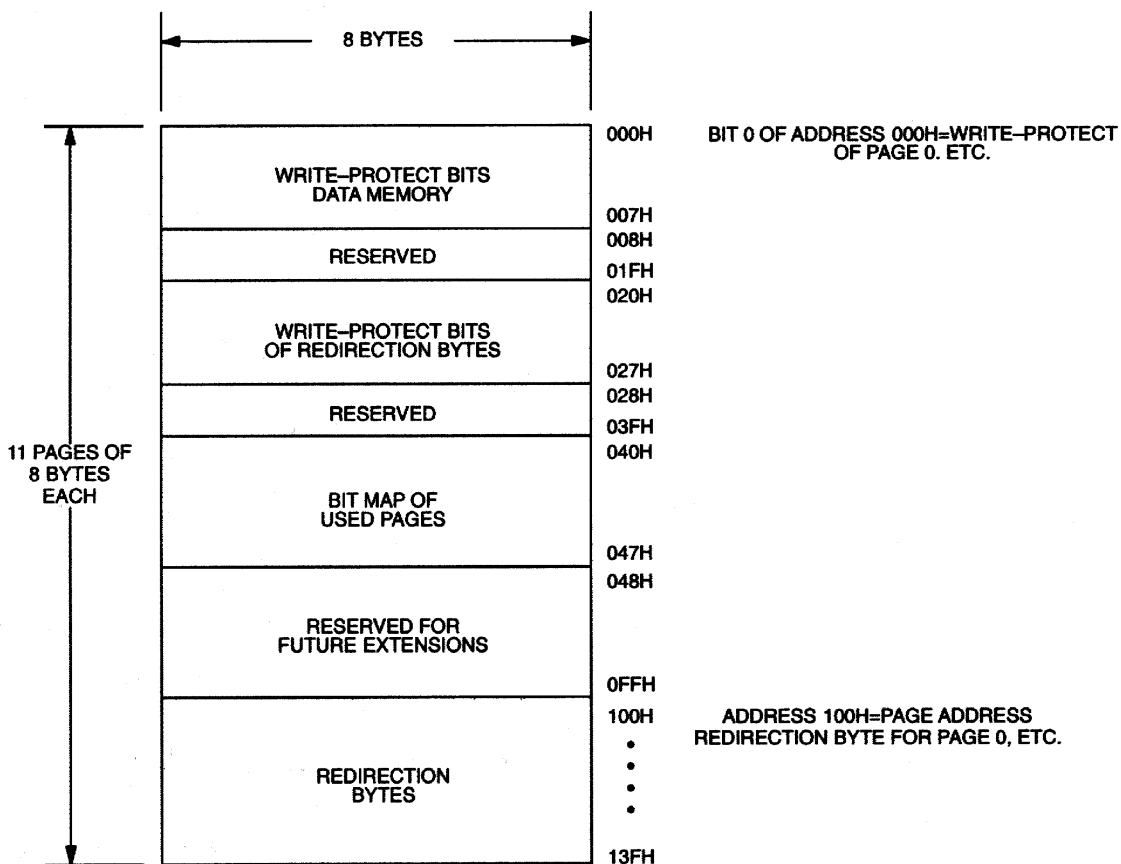 8 BYTES
000H
BIT 0 OF ADDRESS 000H=WRITE–PROTECT
OF PAGE 0. ETC.
WRITE–PROTECT BITS
DATA MEMORY
007H
008H
RESERVED
01FH
020H
WRITE–PROTECT BITS
OF REDIRECTION BYTES
027H
028H
RESERVED
03FH
11 PAGES OF
8 BYTES
EACH
040H
BIT MAP OF
USED PAGES
047H
048H
RESERVED FOR
FUTURE EXTENSIONS
0FFH
100H
ADDRESS 100H=PAGE ADDRESS
REDIRECTION BYTE FOR PAGE 0, ETC.
REDIRECTION
BYTES
13FH